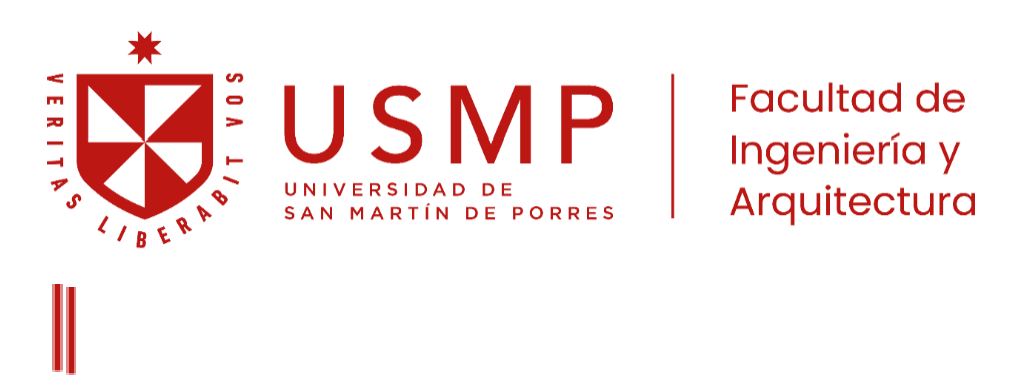 VERITAS LIBERABIT VOS
USMP
UNIVERSIDAD DE
SAN MARTÍN DE PORRES
Facultad de
Ingeniería y
Arquitectura